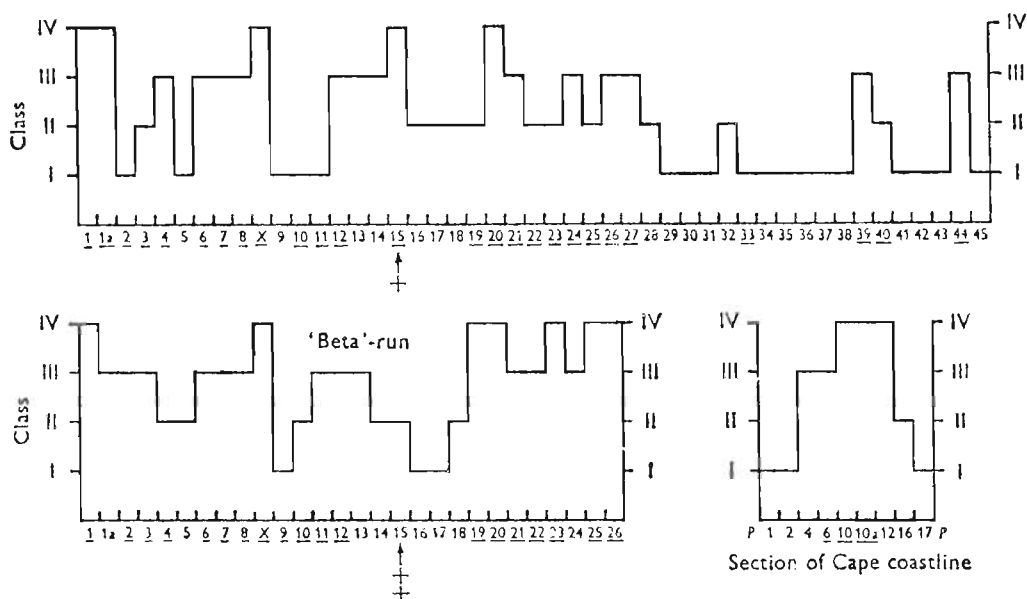 IV IV
III III
Class
II II
I I
1 1a 2 3 4 5 6 7 8 X 9 10 11 12 13 14 15 16 17 18 19 20 21 22 23 24 25 26 27 28 29 30 31 32 33 34 35 36 37 38 39 40 41 42 43 44 45
IV 'Beta'-run IV IV IV
III III III III
Class
II II II II
I I I I
1 1a 2 3 4 5 6 7 8 X 9 10 11 12 13 14 15 16 17 18 19 20 21 22 23 24 25 26 P 1 2 4 6 10 10a 12 16 17 P
Section of Cape coastline